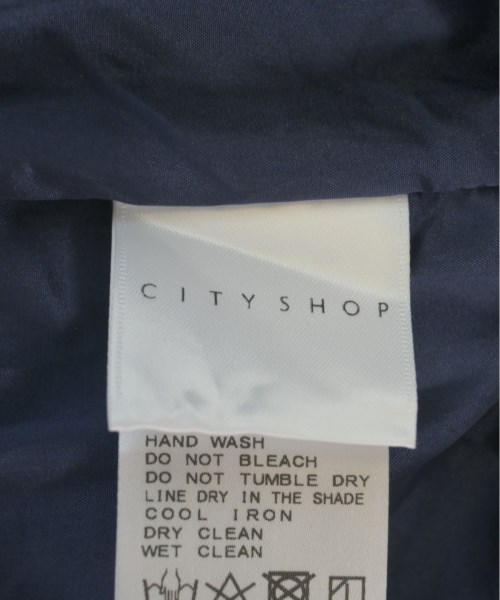 CITYSHOP
HAND WASH
DO NOT BLEACH
DO NOT TUMBLE DRY
LINE DRY IN THE SHADE
COOL IRON
DRY CLEAN
WET CLEAN